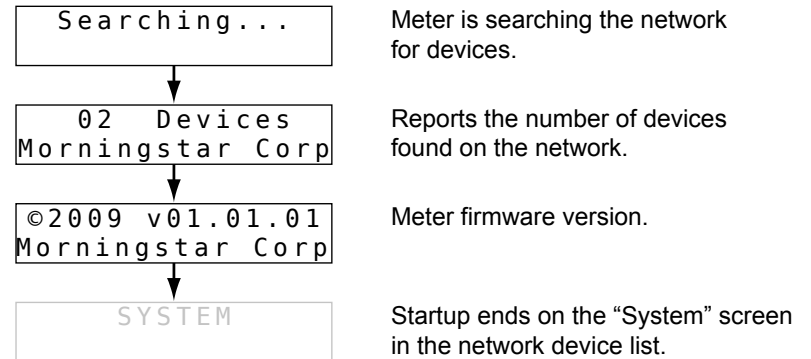 Searching...
Meter is searching the network
for devices.
02 Devices
Morningstar Corp
Reports the number of devices
found on the network.
©2009 v01.01.01
Morningstar Corp
Meter firmware version.
SYSTEM
Startup ends on the “System” screen
in the network device list.